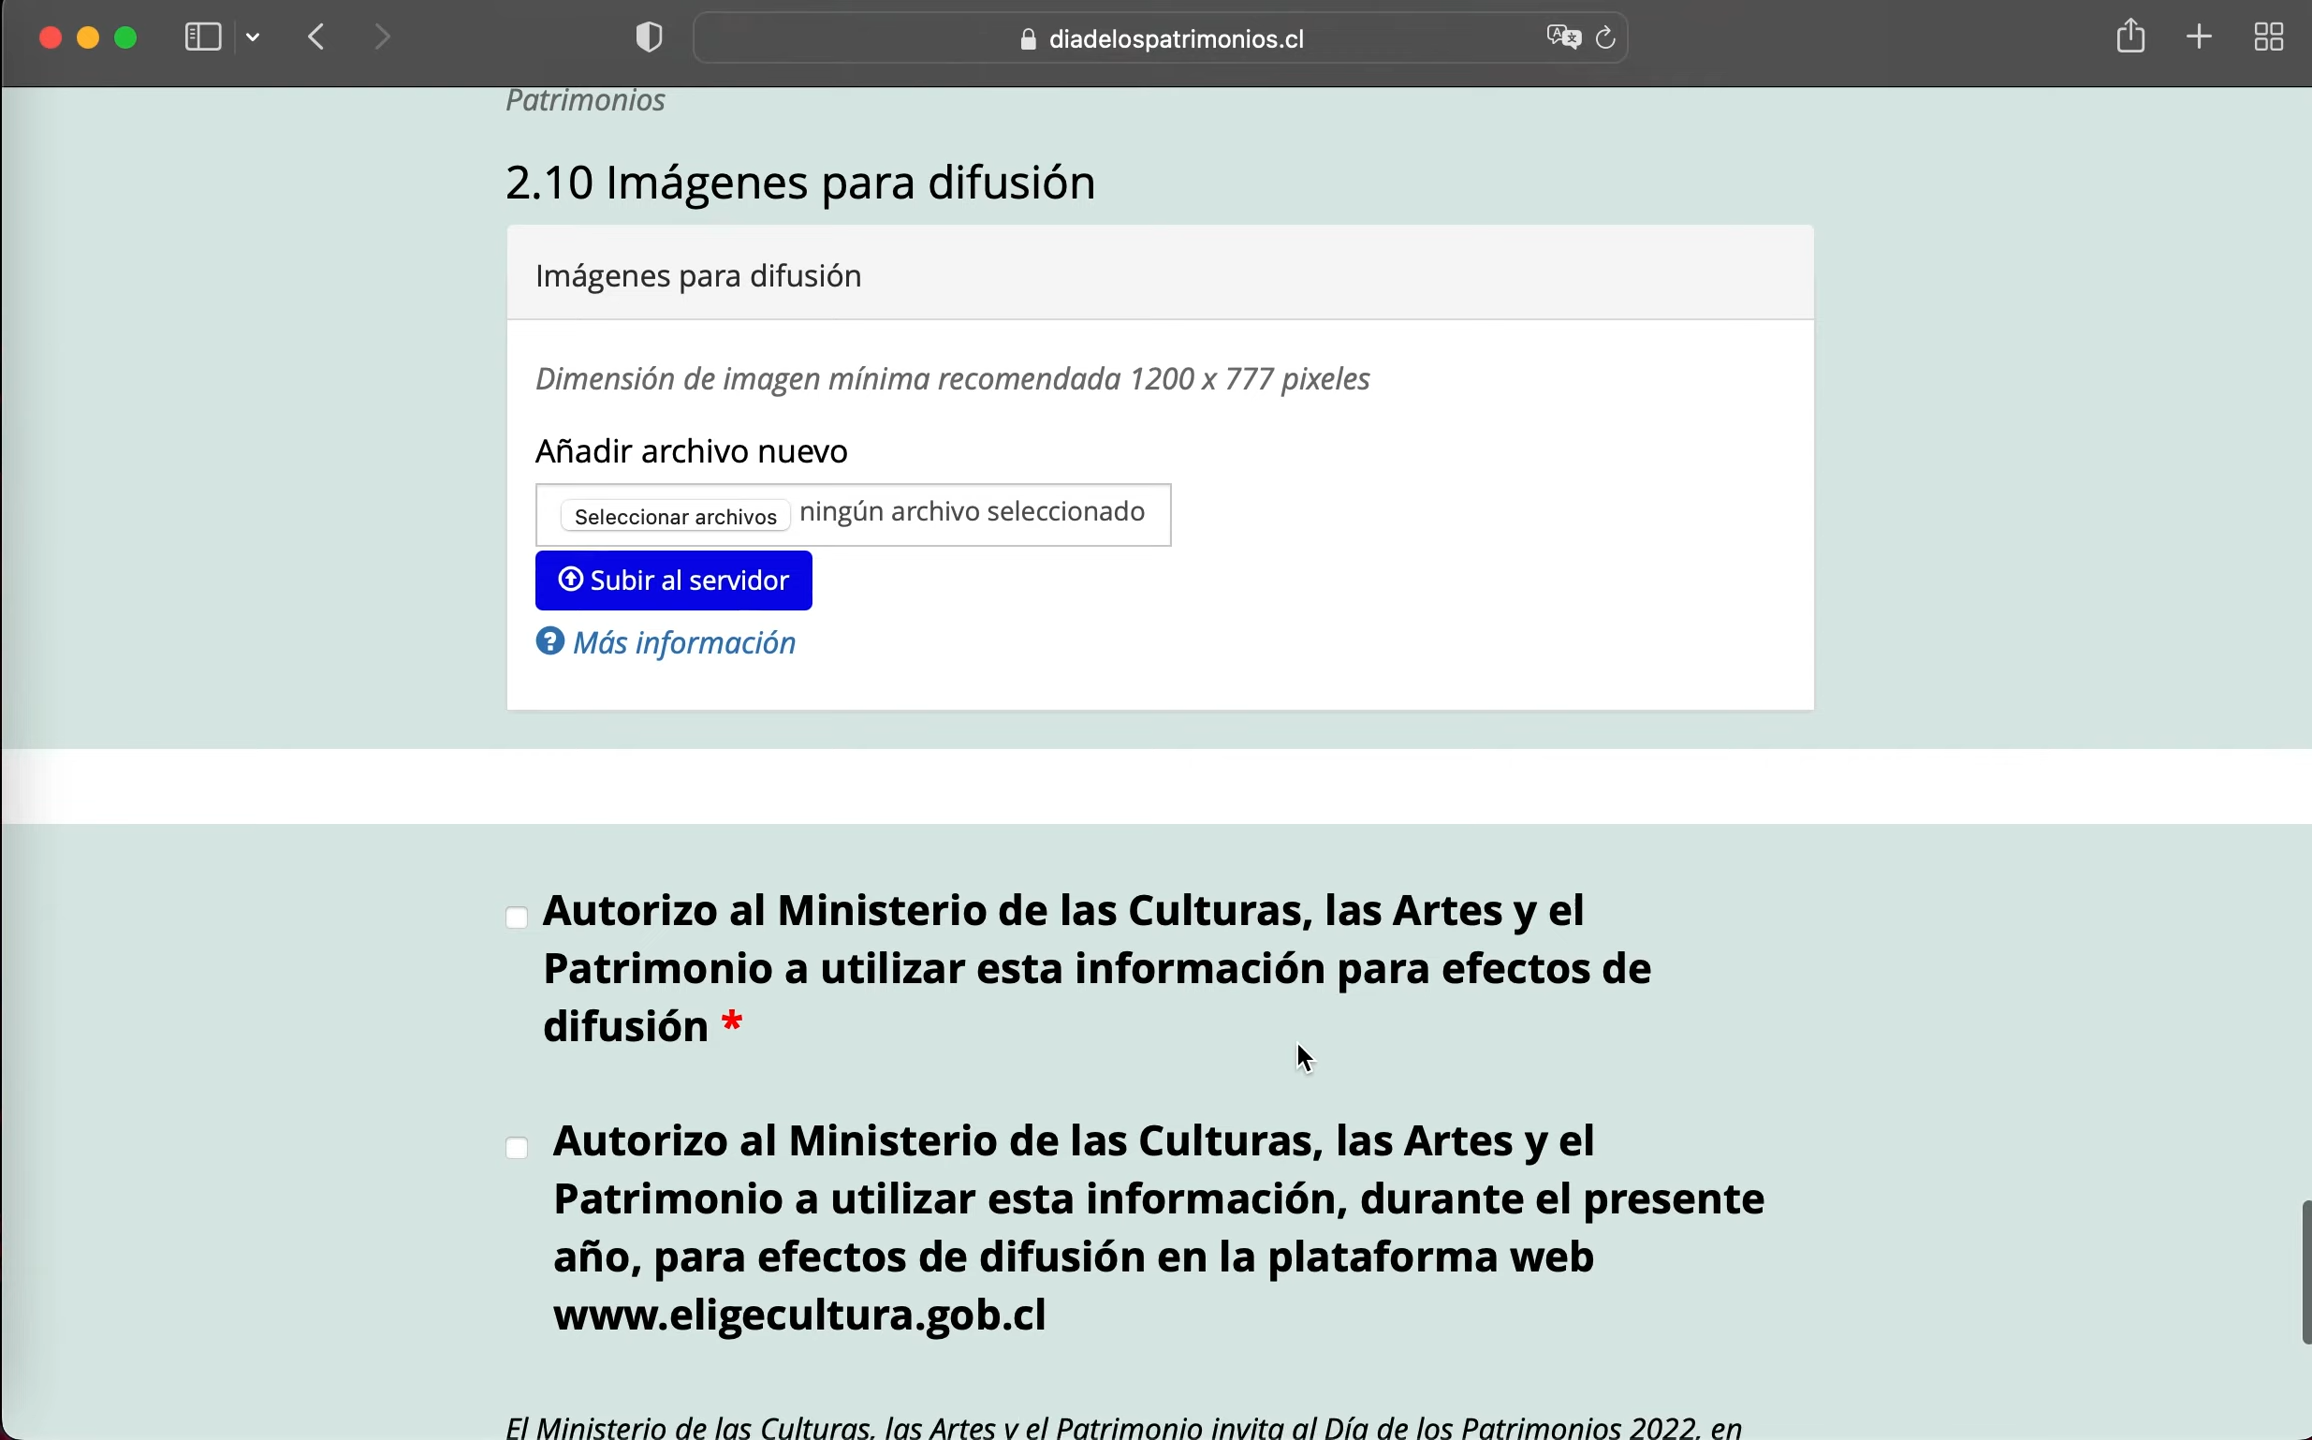 diadelospatrimonios.cl
Patrimonios
2.10 Imágenes para difusión
Imágenes para difusión
Dimensión de imagen mínima recomendada 1200 x 777 pixeles
Añadir archivo nuevo
Seleccionar archivos ningún archivo seleccionado
Subir al servidor
Más información
Autorizo al Ministerio de las Culturas, las Artes y el
Patrimonio a utilizar esta información para efectos de
difusión *
Autorizo al Ministerio de las Culturas, las Artes y el
Patrimonio a utilizar esta información, durante el presente
año, para efectos de difusión en la plataforma web
www.eligecultura.gob.cl
El Ministerio de las Culturas, las Artes y el Patrimonio invita al Día de los Patrimonios 2022, en